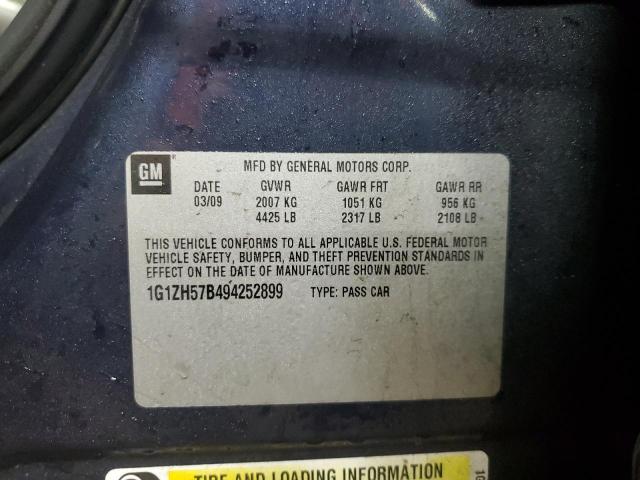 GM
MFD BY GENERAL MOTORS CORP.
DATE GVWR GAWR FRT GAWR RR
03/09 2007 KG 1051 KG 956 KG
4425 LB 2317 LB 2108 LB
THIS VEHICLE CONFORMS TO ALL APPLICABLE U.S. FEDERAL MOTOR
VEHICLE SAFETY, BUMPER, AND THEFT PREVENTION STANDARDS IN
EFFECT ON THE DATE OF MANUFACTURE SHOWN ABOVE.
1G1ZH57B494252899 TYPE: PASS CAR
TIRE AND LOADING INFORMATION